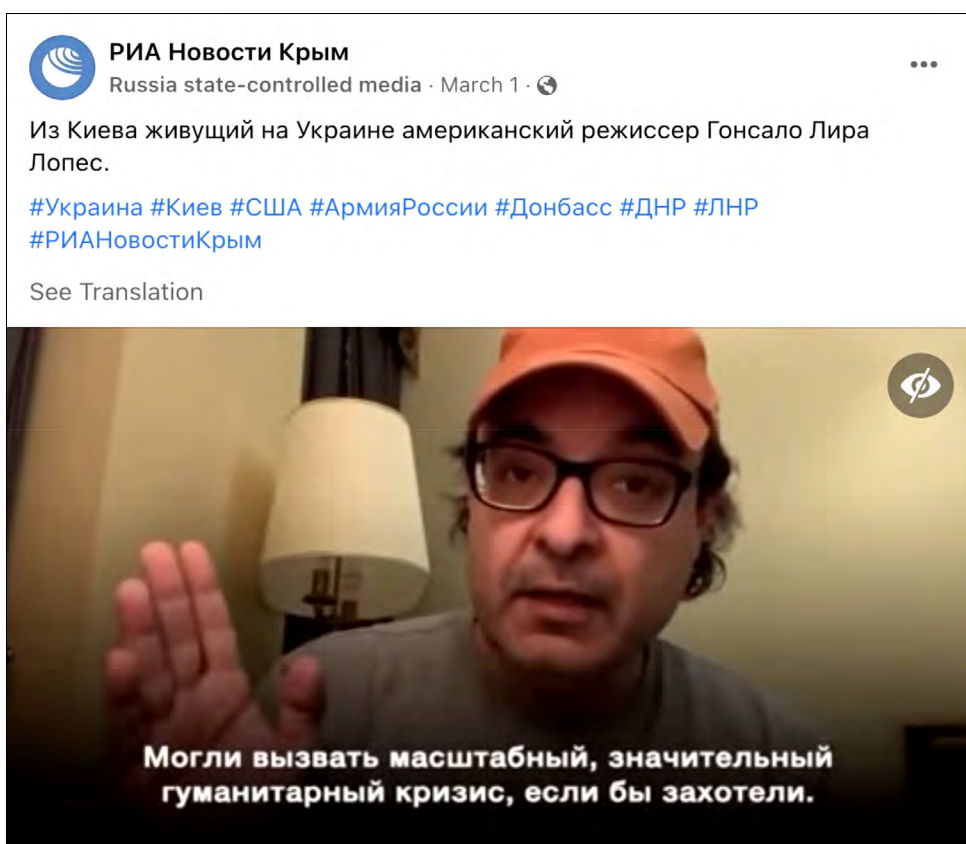 РИА Новости Крым
Russia state-controlled media · March 1 ·
Из Киева живущий на Украине американский режиссер Гонсало Лира
Лопес.
#Украина #Киев #США #АрмияРоссии #Донбасс #ДНР #ЛНР
#РИАНовостиКрым
See Translation
Могли вызвать масштабный, значительный
гуманитарный кризис, если бы захотели.